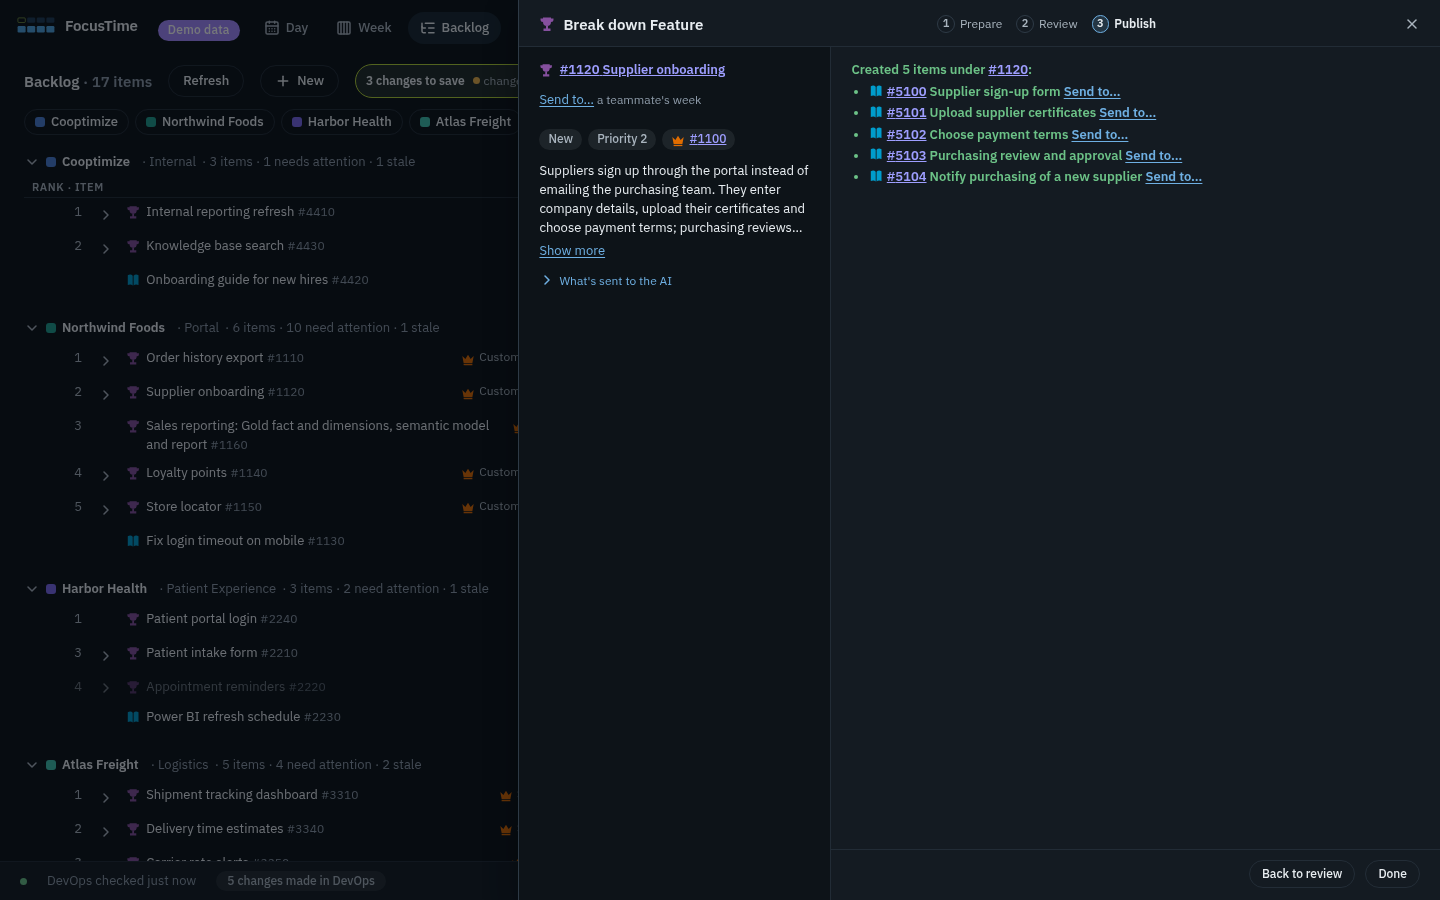 FocusTime
Demo data
Day
Week
Backlog
Backlog · 17 items
Refresh
New
3 changes to save
Cooptimize
Northwind Foods
Harbor Health
Atlas Freight
Cooptimize · Internal · 3 items · 1 needs attention · 1 stale
RANK · ITEM
1 Internal reporting refresh #4410
2 Knowledge base search #4430
Onboarding guide for new hires #4420
Northwind Foods · Portal · 6 items · 10 need attention · 1 stale
1 Order history export #1110
2 Supplier onboarding #1120
3 Sales reporting: Gold fact and dimensions, semantic model
and report #1160
4 Loyalty points #1140
5 Store locator #1150
Fix login timeout on mobile #1130
Harbor Health · Patient Experience · 3 items · 2 need attention · 1 stale
1 Patient portal login #2240
3 Patient intake form #2210
4 Appointment reminders #2220
Power BI refresh schedule #2230
Atlas Freight · Logistics · 5 items · 4 need attention · 2 stale
1 Shipment tracking dashboard #3310
2 Delivery time estimates #3340
DevOps checked just now
5 changes made in DevOps
Break down Feature
1 Prepare
2 Review
3 Publish
#1120 Supplier onboarding
Send to... a teammate's week
New
Priority 2
#1100
Suppliers sign up through the portal instead of
emailing the purchasing team. They enter
company details, upload their certificates and
choose payment terms; purchasing reviews...
Show more
What's sent to the AI
Created 5 items under #1120:
#5100 Supplier sign-up form Send to...
#5101 Upload supplier certificates Send to...
#5102 Choose payment terms Send to...
#5103 Purchasing review and approval Send to...
#5104 Notify purchasing of a new supplier Send to...
Back to review
Done